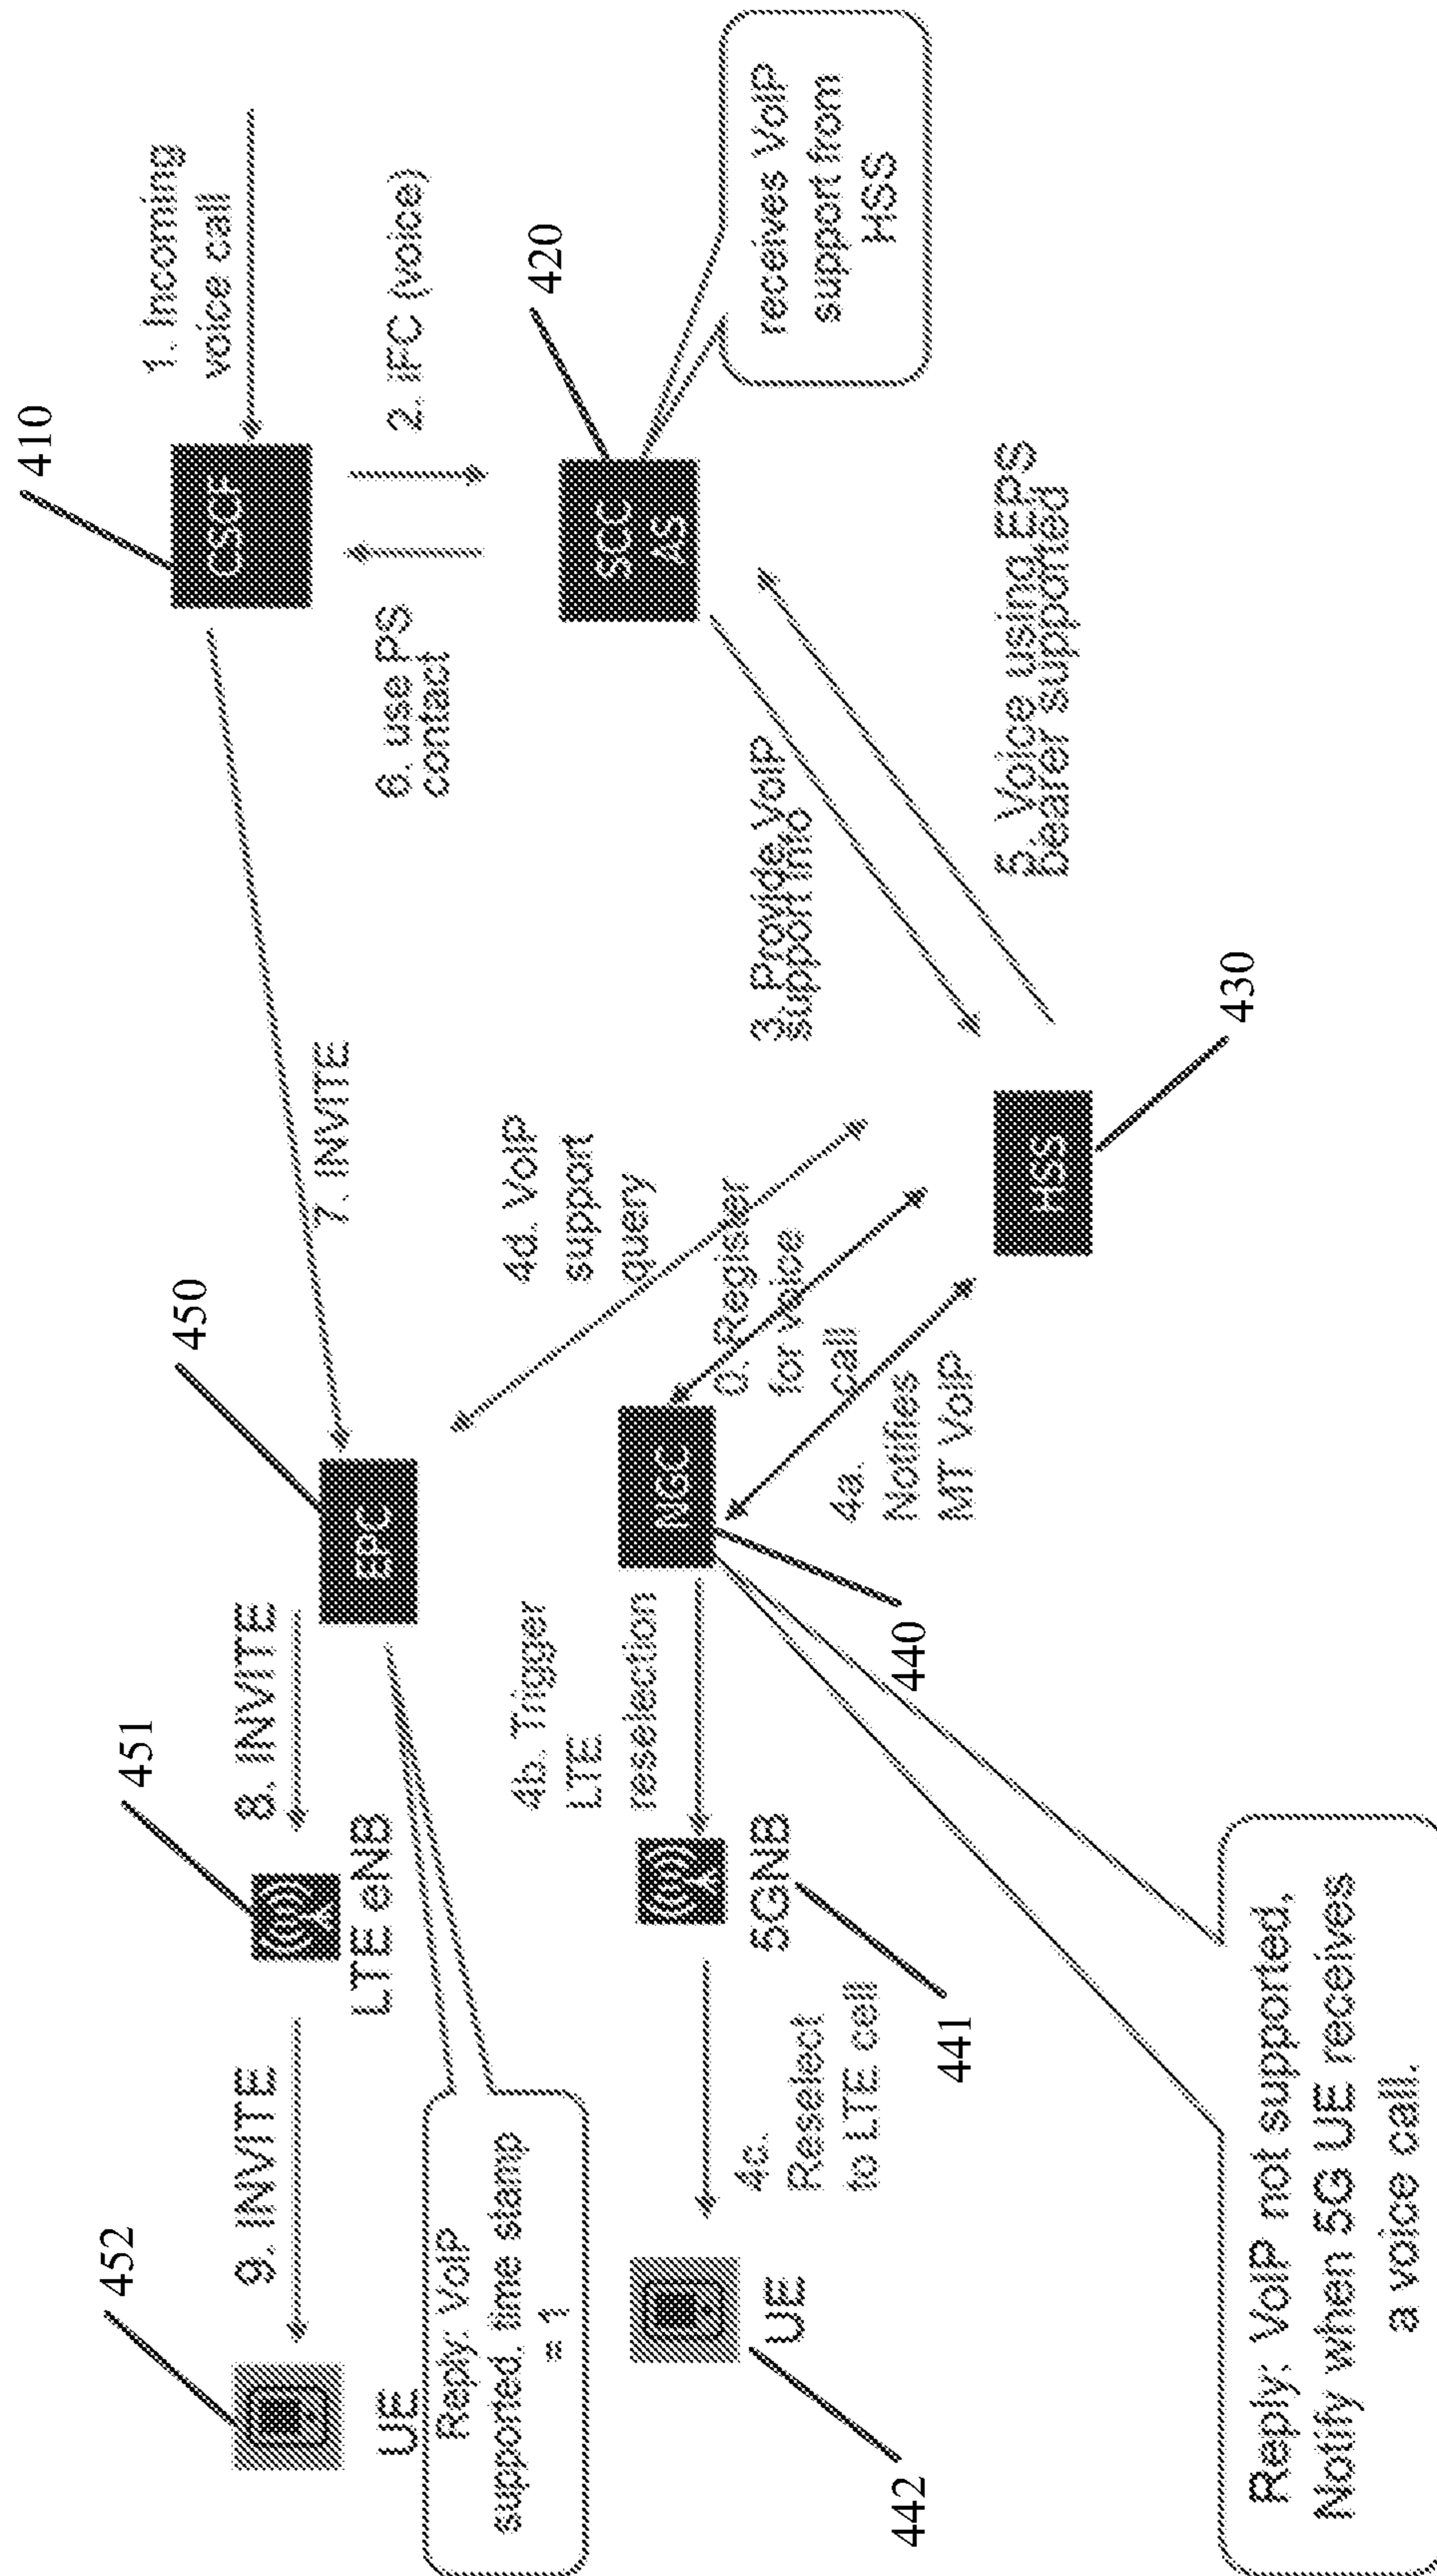 410
1. Incoming
voice call
CSCF
6. use PS
contact
2. IFC (voice)
420
SCC
AS
receives VoIP
support from
HSS
7. INVITE
3. Provide VoIP
support info
5. Voice using EPS
bearer supported
450
EPC
4d. VoIP
support
query
0. Register
for voice
call
HSS
430
4a.
Notifies
MT VoIP
NGC
440
8. INVITE
451
LTE eNB
4b. Trigger
LTE
reselection
5GNB
441
9. INVITE
452
UE
Reply: VoIP
supported, time stamp
= 1
4c.
Reselect
to LTE cell
UE
442
Reply: VoIP not supported,
Notify when 5G UE receives
a voice call.